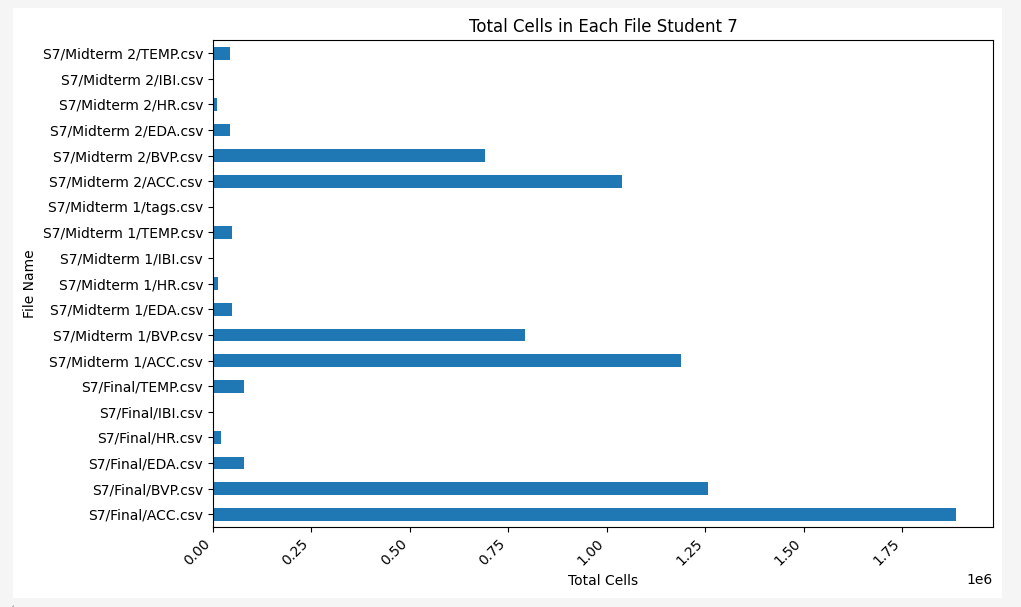 Total Cells in Each File Student 7
S7/Midterm 2/TEMP.csv
S7/Midterm 2/IBI.csv
S7/Midterm 2/HR.csv
S7/Midterm 2/EDA.csv
S7/Midterm 2/BVP.csv
S7/Midterm 2/ACC.csv
S7/Midterm 1/tags.csv
S7/Midterm 1/TEMP.csv
S7/Midterm 1/IBI.csv
S7/Midterm 1/HR.csv
S7/Midterm 1/EDA.csv
S7/Midterm 1/BVP.csv
S7/Midterm 1/ACC.csv
S7/Final/TEMP.csv
S7/Final/IBI.csv
S7/Final/HR.csv
S7/Final/EDA.csv
S7/Final/BVP.csv
S7/Final/ACC.csv
File Name
0.00 0.25 0.50 0.75 1.00 1.25 1.50 1.75
Total Cells
1e6